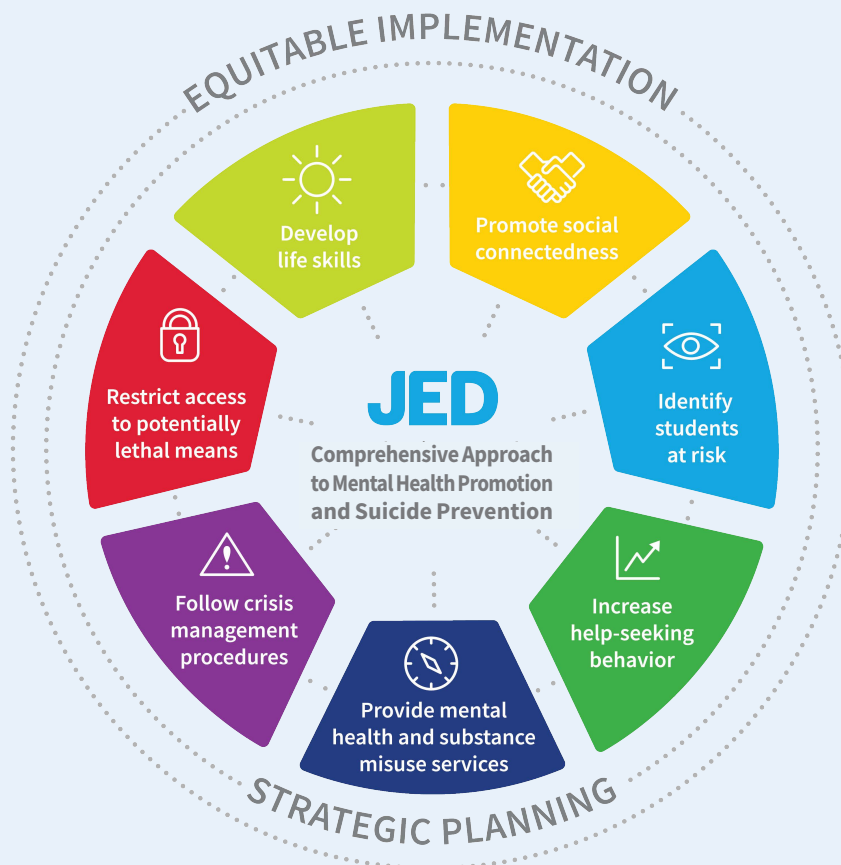 EQUITABLE IMPLEMENTATION
Develop
life skills
Promote social
connectedness
Identify
students
at risk
Increase
help-seeking
behavior
Provide mental
health and substance
misuse services
Follow crisis
management
procedures
Restrict access
to potentially
lethal means
JED
Comprehensive Approach
to Mental Health Promotion
and Suicide Prevention
STRATEGIC PLANNING